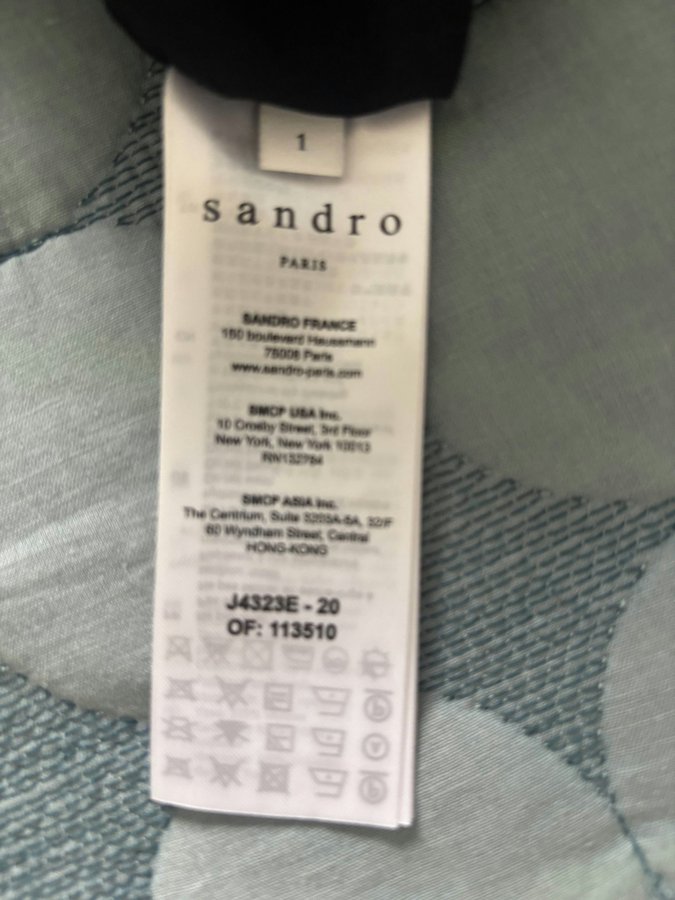 1
sandro
PARIS
SANDRO FRANCE
150 boulevard Haussmann
75008 Paris
www.sandro-paris.com
SMCP USA Inc.
10 Crosby Street, 3rd Floor
New York, New York 10013
SMCP ASIA Inc.
The Centrium, Suite 32/F
60 Wyndham Street, Central
HONG-KONG
J4323E - 20
OF: 113510